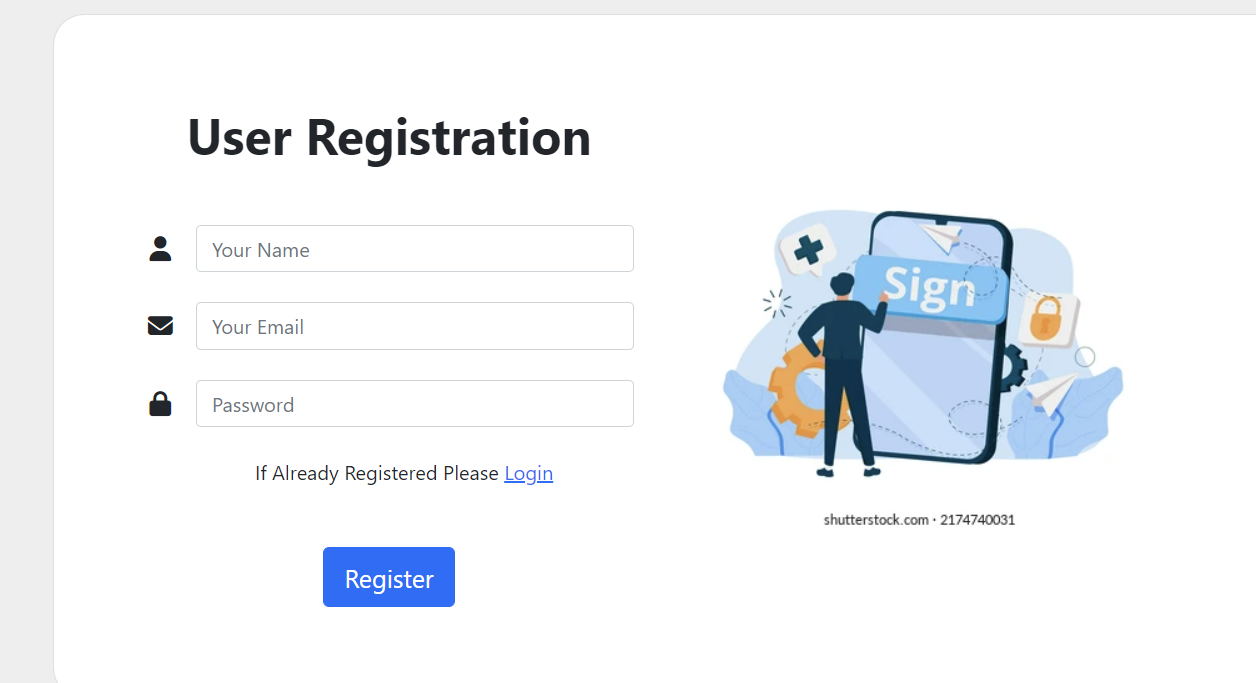 User Registration
Your Name
Your Email
Password
If Already Registered Please Login
Register
Sign
shutterstock.com · 2174740031